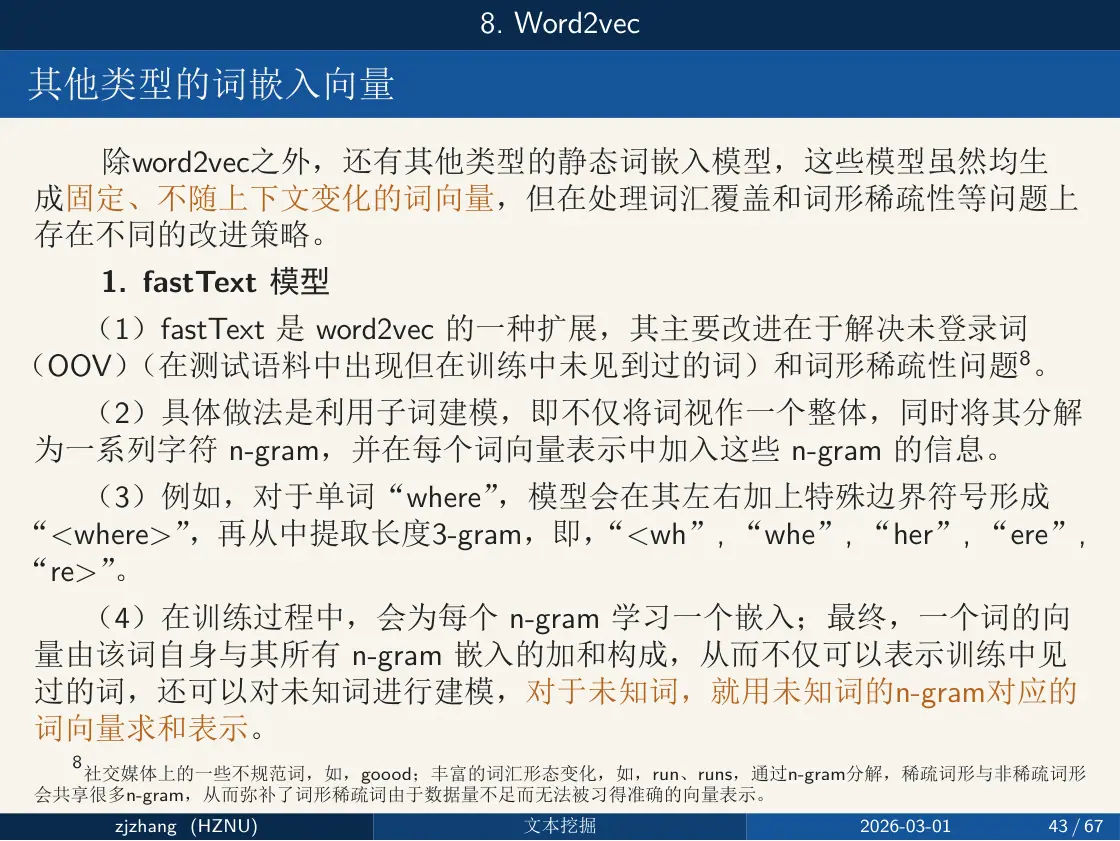 8. Word2vec
其他类型的词嵌入向量
除word2vec之外，还有其他类型的静态词嵌入模型，这些模型虽然均生
成固定、不随上下文变化的词向量，但在处理词汇覆盖和词形稀疏性等问题上
存在不同的改进策略。
1. fastText 模型
（1）fastText 是 word2vec 的一种扩展，其主要改进在于解决未登录词
（OOV）（在测试语料中出现但在训练中未见到过的词）和词形稀疏性问题8。
（2）具体做法是利用子词建模，即不仅将词视作一个整体，同时将其分解
为一系列字符 n-gram，并在每个词向量表示中加入这些 n-gram 的信息。
（3）例如，对于单词 “where”，模型会在其左右加上特殊边界符号形成
“<where>”，再从中提取长度3-gram，即，“<wh”, “whe”, “her”, “ere”,
“re>”。
（4）在训练过程中，会为每个 n-gram 学习一个嵌入；最终，一个词的向
量由该词自身与其所有 n-gram 嵌入的加和构成，从而不仅可以表示训练中见
过的词，还可以对未知词进行建模，对于未知词，就用未知词的n-gram对应的
词向量求和表示。
8社交媒体上的一些不规范词，如，goood；丰富的词汇形态变化，如，run、runs，通过n-gram分解，稀疏词形与非稀疏词形
会共享很多n-gram，从而弥补了词形稀疏词由于数据量不足而无法被习得准确的向量表示。
zjzhang (HZNU) 文本挖掘 2026-03-01 43 / 67